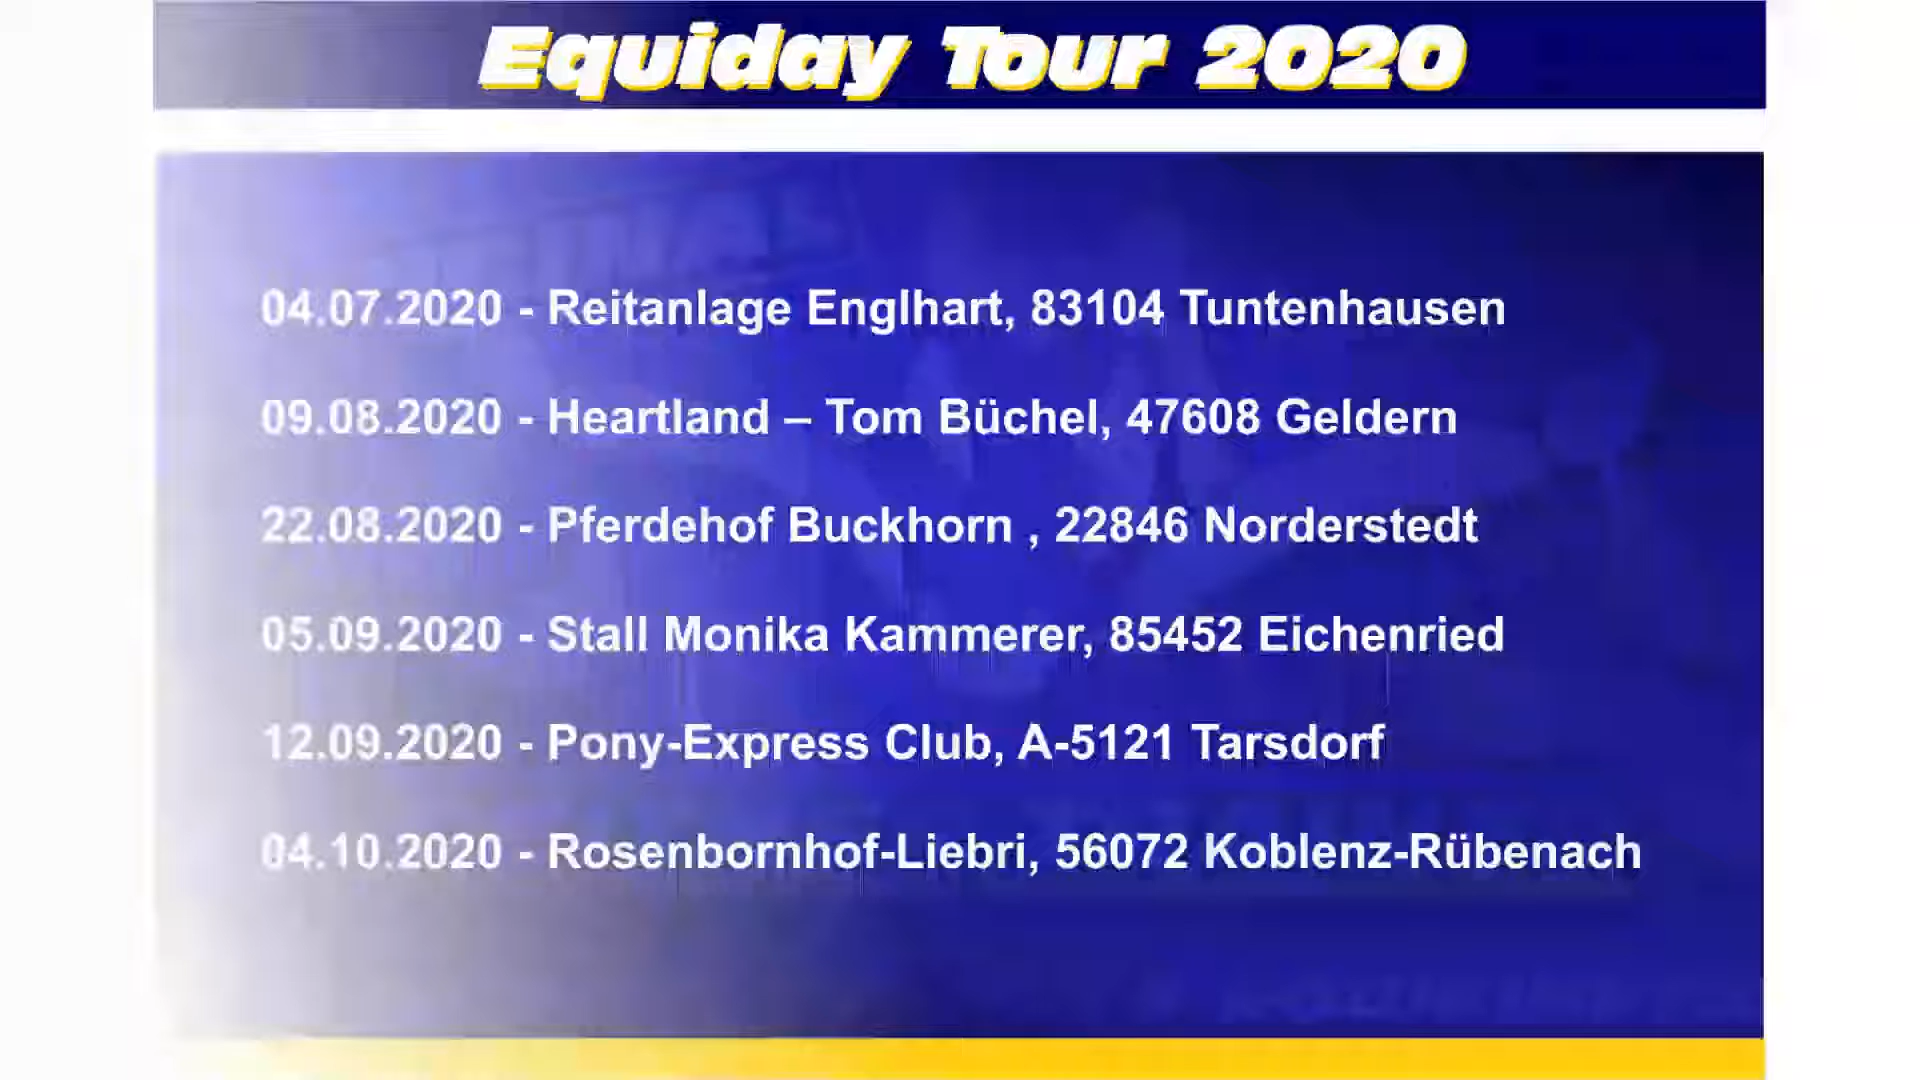 Equiday Tour 2020
04.07.2020 - Reitanlage Englhart, 83104 Tuntenhausen
09.08.2020 - Heartland – Tom Büchel, 47608 Geldern
22.08.2020 - Pferdehof Buckhorn , 22846 Norderstedt
05.09.2020 - Stall Monika Kammerer, 85452 Eichenried
12.09.2020 - Pony-Express Club, A-5121 Tarsdorf
04.10.2020 - Rosenbornhof-Liebri, 56072 Koblenz-Rübenach